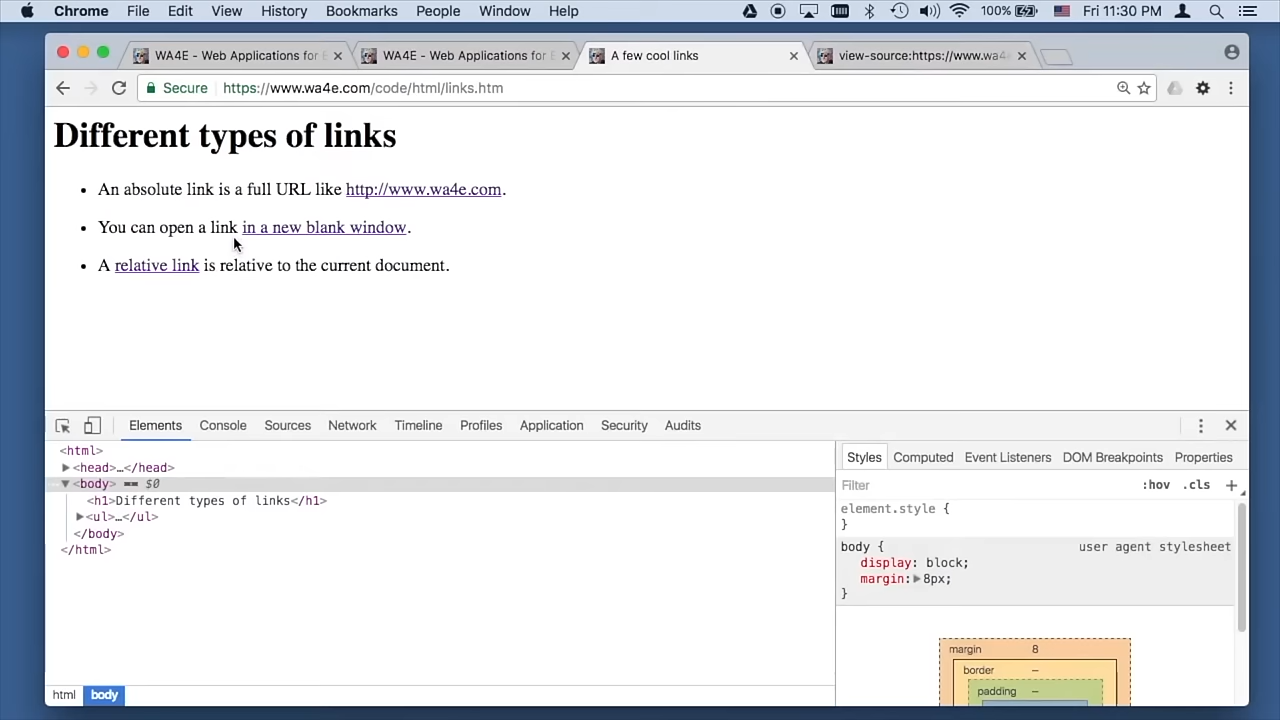 Chrome File Edit View History Bookmarks People Window Help 100% Fri 11:30 PM
WA4E - Web Applications for E WA4E - Web Applications for E A few cool links view-source:https://www.wa4e
Secure https://www.wa4e.com/code/html/links.htm
Different types of links
• An absolute link is a full URL like http://www.wa4e.com.
• You can open a link in a new blank window.
• A relative link is relative to the current document.
Elements Console Sources Network Timeline Profiles Application Security Audits
<html>
▶<head>…</head>
▼<body> == $0
<h1>Different types of links</h1>
▶<ul>…</ul>
</body>
</html>
html body
Styles Computed Event Listeners DOM Breakpoints Properties
Filter :hov .cls +
element.style {
}
body { user agent stylesheet
display: block;
margin:▶8px;
}
margin 8
border –
padding –